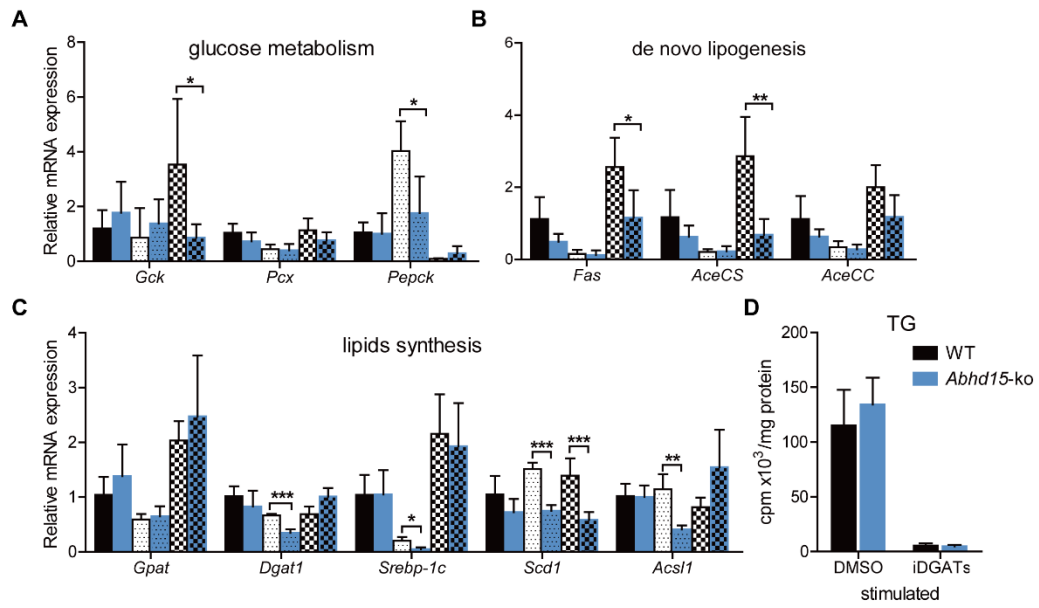 A
glucose metabolism
Relative mRNA expression
8
6
4
2
0
*
*
Gck
Pcx
Pepck
B
de novo lipogenesis
6
4
2
0
*
**
Fas
AceCS
AceCC
C
lipids synthesis
Relative mRNA expression
4
3
2
1
0
***
*
***
***
**
Gpat
Dgat1
Srebp-1c
Scd1
Acsl1
D
TG
WT
Abhd15-ko
cpm x10³/mg protein
200
150
100
50
0
DMSO
iDGATs
stimulated